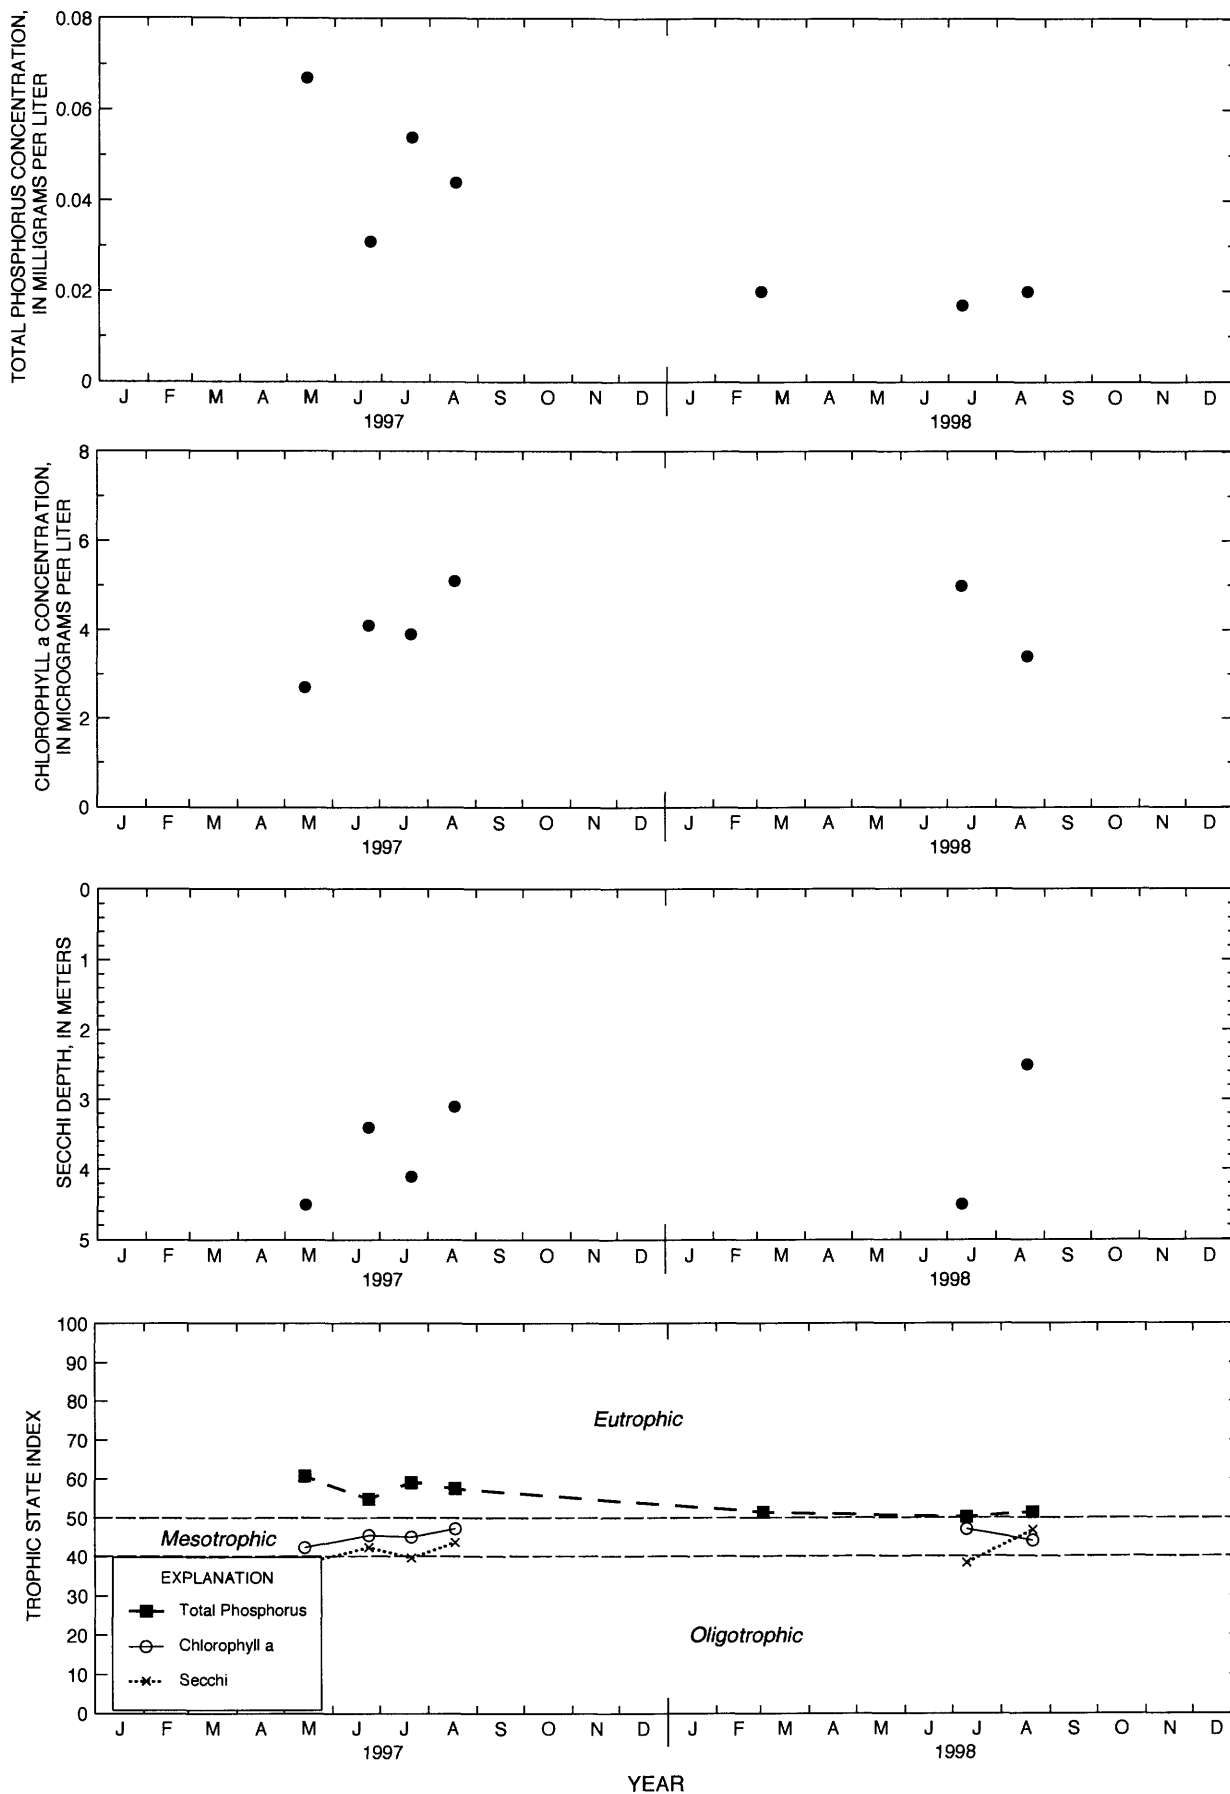 TOTAL PHOSPHORUS CONCENTRATION,
IN MILLIGRAMS PER LITER
0.08
0.06
0.04
0.02
0
J F M A M J J A S O N D J F M A M J J A S O N D
1997 1998
CHLOROPHYLL a CONCENTRATION,
IN MICROGRAMS PER LITER
8
6
4
2
0
J F M A M J J A S O N D J F M A M J J A S O N D
1997 1998
SECCHI DEPTH, IN METERS
0
1
2
3
4
5
J F M A M J J A S O N D J F M A M J J A S O N D
1997 1998
TROPHIC STATE INDEX
100
90
80
70
60
50
40
30
20
10
0
Eutrophic
Mesotrophic
Oligotrophic
EXPLANATION
Total Phosphorus
Chlorophyll a
Secchi
J F M A M J J A S O N D J F M A M J J A S O N D
1997 1998
YEAR